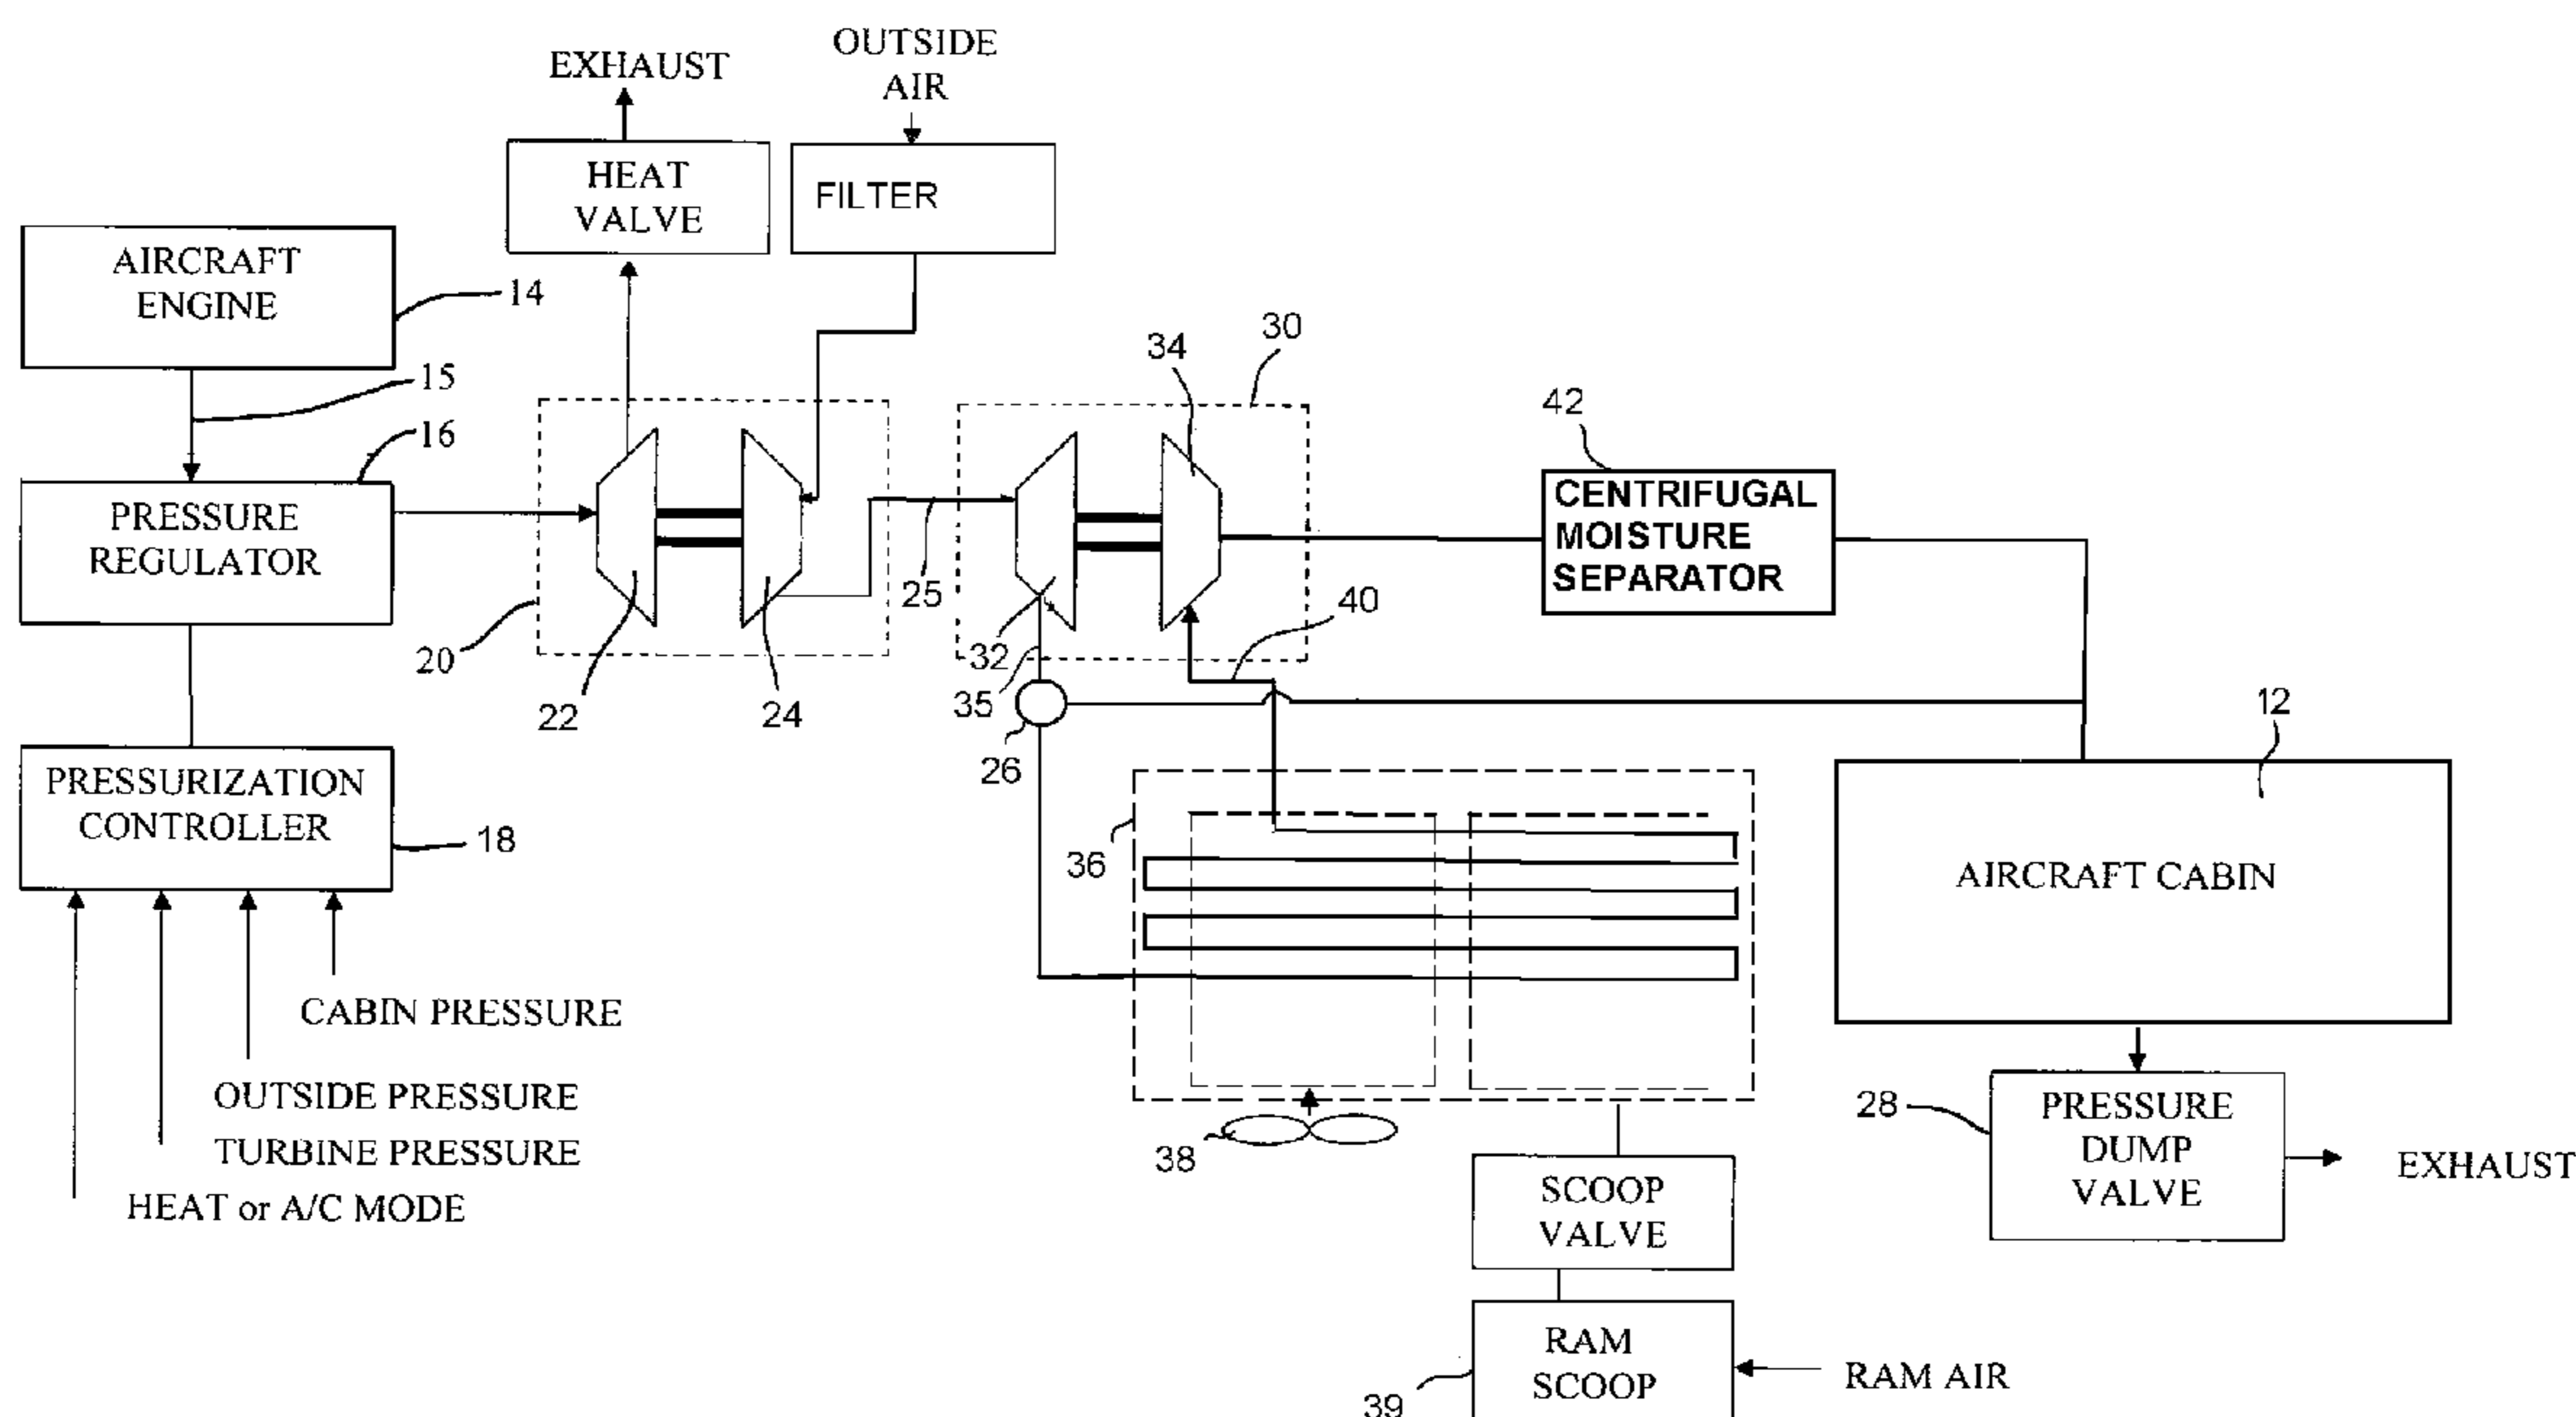 EXHAUST
OUTSIDE
AIR
HEAT
VALVE
FILTER
AIRCRAFT
ENGINE
14
15
16
PRESSURE
REGULATOR
20
22
24
25
30
34
32
35
26
40
42
CENTRIFUGAL
MOISTURE
SEPARATOR
12
PRESSURIZATION
CONTROLLER
18
36
AIRCRAFT CABIN
CABIN PRESSURE
OUTSIDE PRESSURE
TURBINE PRESSURE
HEAT or A/C MODE
38
28
PRESSURE
DUMP
VALVE
EXHAUST
SCOOP
VALVE
RAM
SCOOP
39
RAM AIR